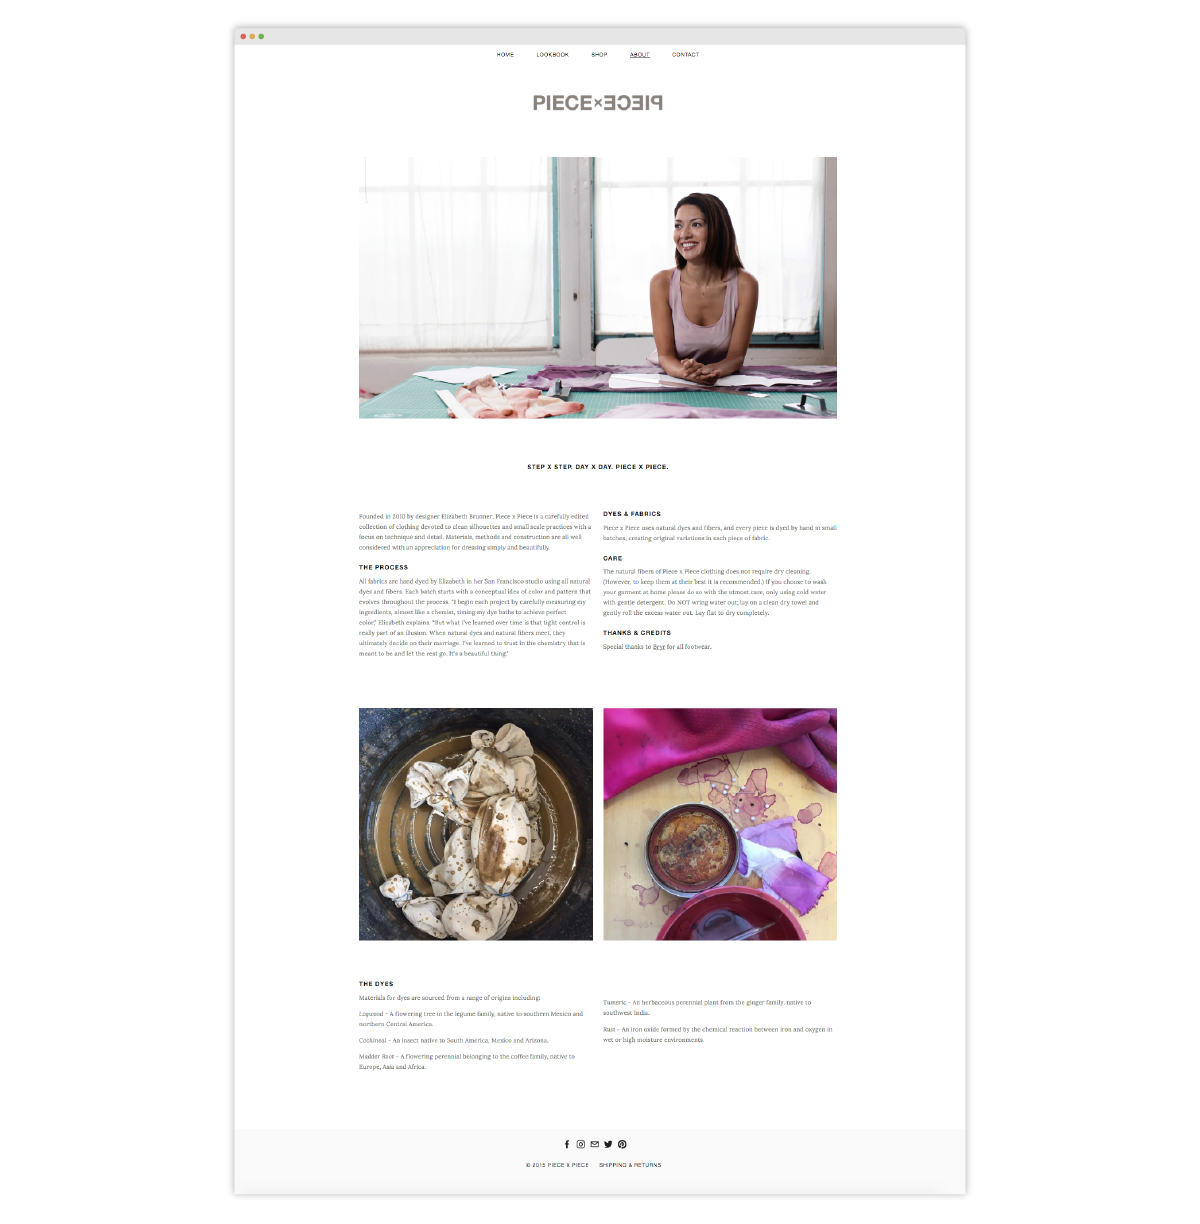 HOME LOOKBOOK SHOP ABOUT CONTACT
PIECE×PIECE
STEP X STEP. DAY X DAY. PIECE X PIECE.
Founded in 2010 by designer Elizabeth Brunner, Piece x Piece is a carefully edited
collection of clothing devoted to clean silhouettes and small scale practices with a
focus on technique and detail. Materials, methods and construction are all well
considered with an appreciation for dressing simply and beautifully.
THE PROCESS
All fabrics are hand dyed by Elizabeth in her San Francisco studio using all natural
dyes and fibers. Each batch starts with a conceptual idea of color and pattern that
evolves throughout the process. "I begin each project by carefully measuring my
ingredients, almost like a chemist, timing my dye baths to achieve perfect
color," Elizabeth explains. "But what I've learned over time is that tight control is
really part of an illusion. When natural dyes and natural fibers meet, they
ultimately decide on their marriage. I've learned to trust in the chemistry that is
meant to be and let the rest go. It's a beautiful thing."
DYES & FABRICS
Piece x Piece uses natural dyes and fibers, and every piece is dyed by hand in small
batches, creating original variations in each piece of fabric.
CARE
The natural fibers of Piece x Piece clothing does not require dry cleaning.
(However, to keep them at their best it is recommended.) If you choose to wash
your garment at home please do so with the utmost care, only using cold water
with gentle detergent. Do NOT wring water out; lay on a clean dry towel and
gently roll the excess water out. Lay flat to dry completely.
THANKS & CREDITS
Special thanks to Bryr for all footwear.
THE DYES
Materials for dyes are sourced from a range of origins including:
Logwood - A flowering tree in the legume family, native to southern Mexico and
northern Central America.
Cochineal - An insect native to South America, Mexico and Arizona.
Madder Root - A flowering perennial belonging to the coffee family, native to
Europe, Asia and Africa.
Tumeric - An herbaceous perennial plant from the ginger family, native to
southwest India.
Rust - An iron oxide formed by the chemical reaction between iron and oxygen in
wet or high moisture environments.
© 2015 PIECE X PIECE SHIPPING & RETURNS